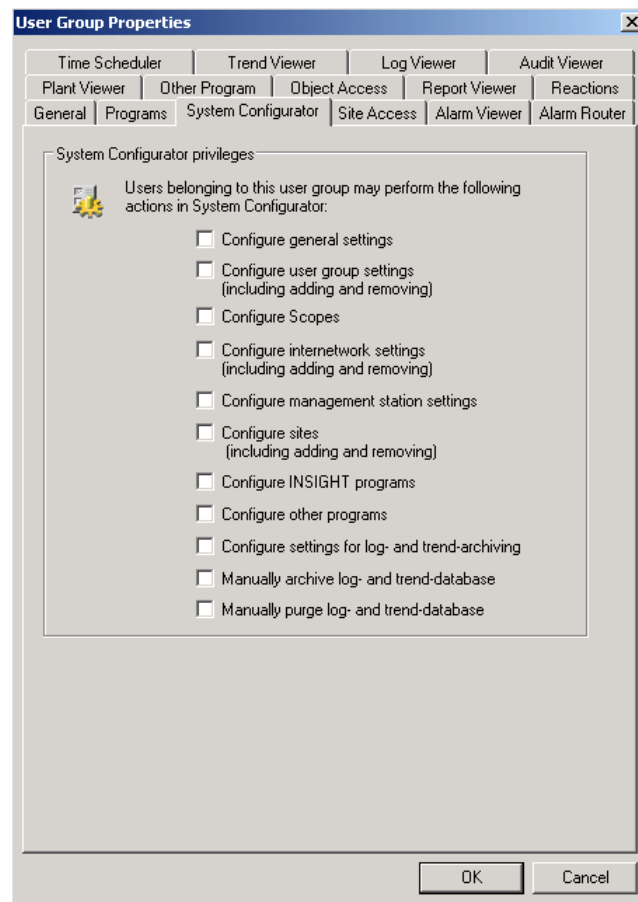 User Group Properties
Time Scheduler Trend Viewer Log Viewer Audit Viewer
Plant Viewer Other Program Object Access Report Viewer Reactions
General Programs System Configurator Site Access Alarm Viewer Alarm Router
System Configurator privileges
Users belonging to this user group may perform the following
actions in System Configurator:
Configure general settings
Configure user group settings
(including adding and removing)
Configure Scopes
Configure internetwork settings
(including adding and removing)
Configure management station settings
Configure sites
(including adding and removing)
Configure INSIGHT programs
Configure other programs
Configure settings for log- and trend-archiving
Manually archive log- and trend-database
Manually purge log- and trend-database
OK Cancel